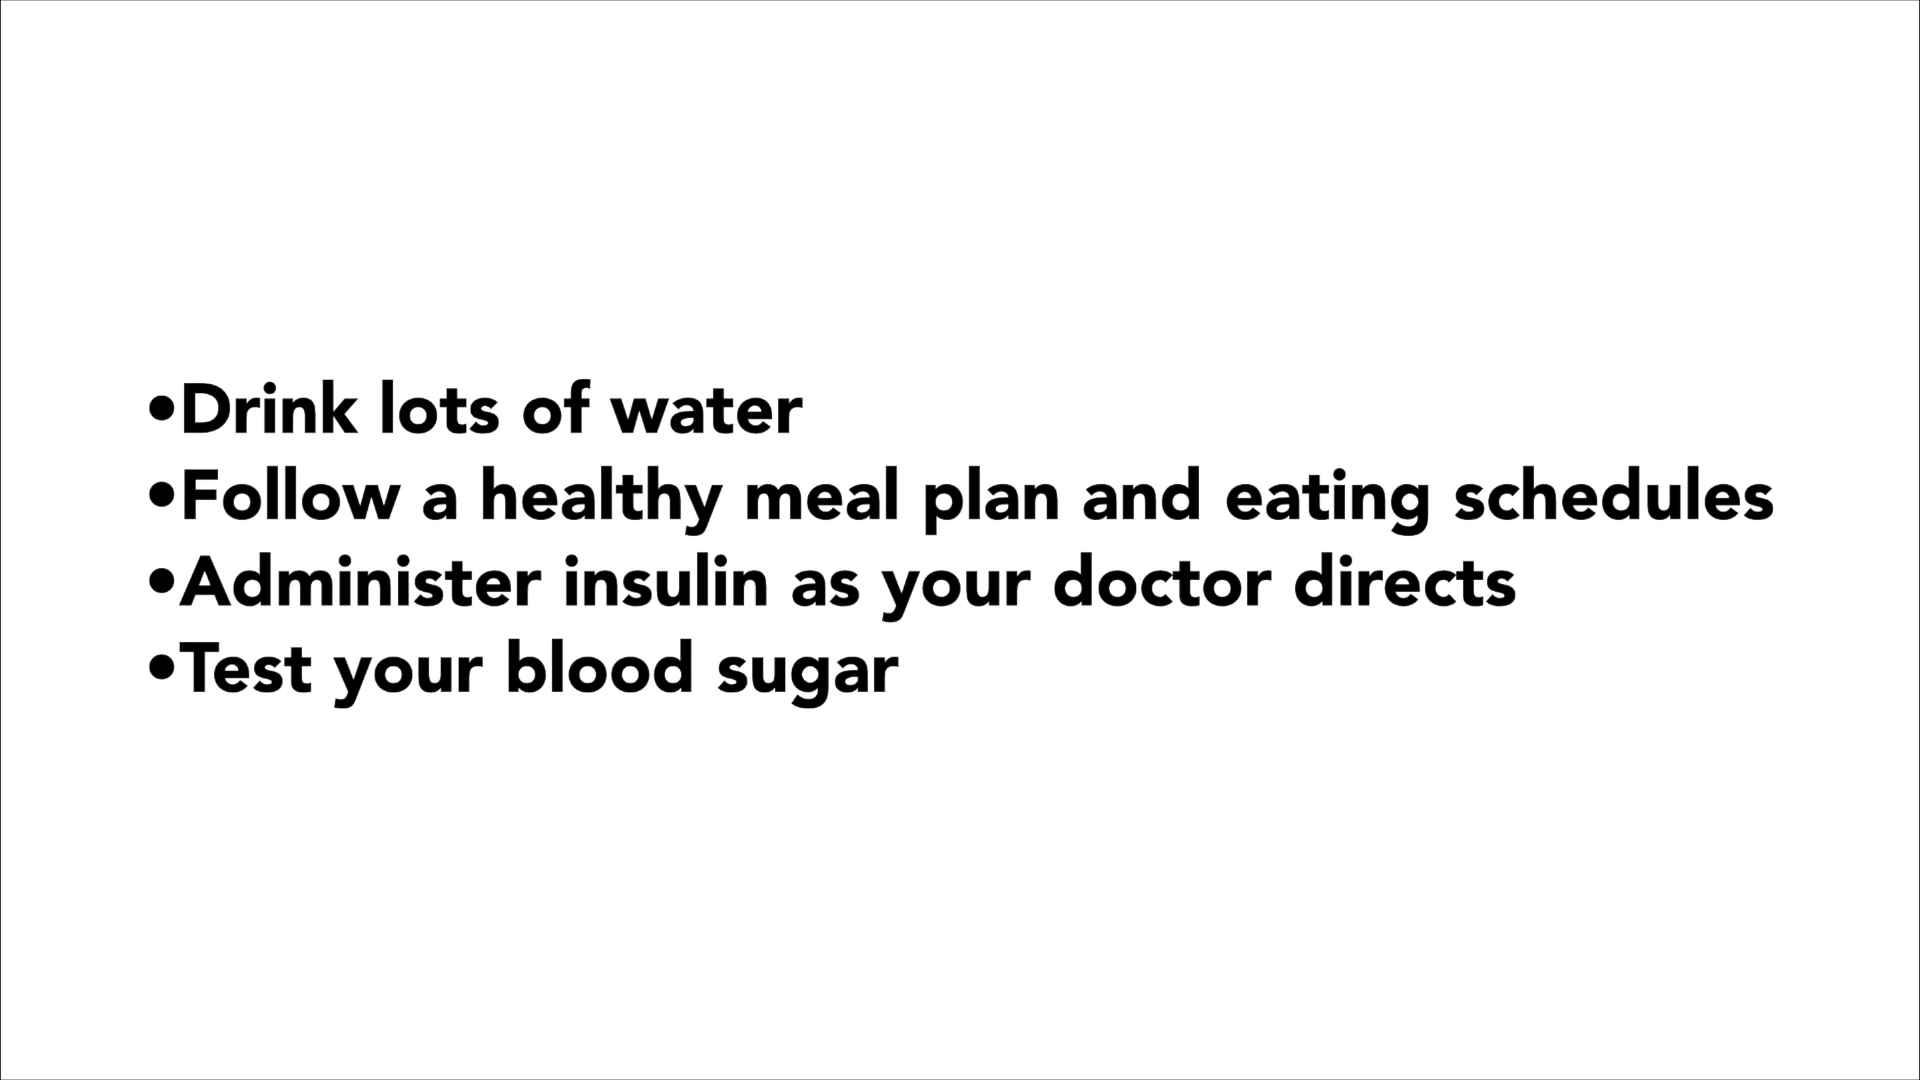 •Drink lots of water
•Follow a healthy meal plan and eating schedules
•Administer insulin as your doctor directs
•Test your blood sugar